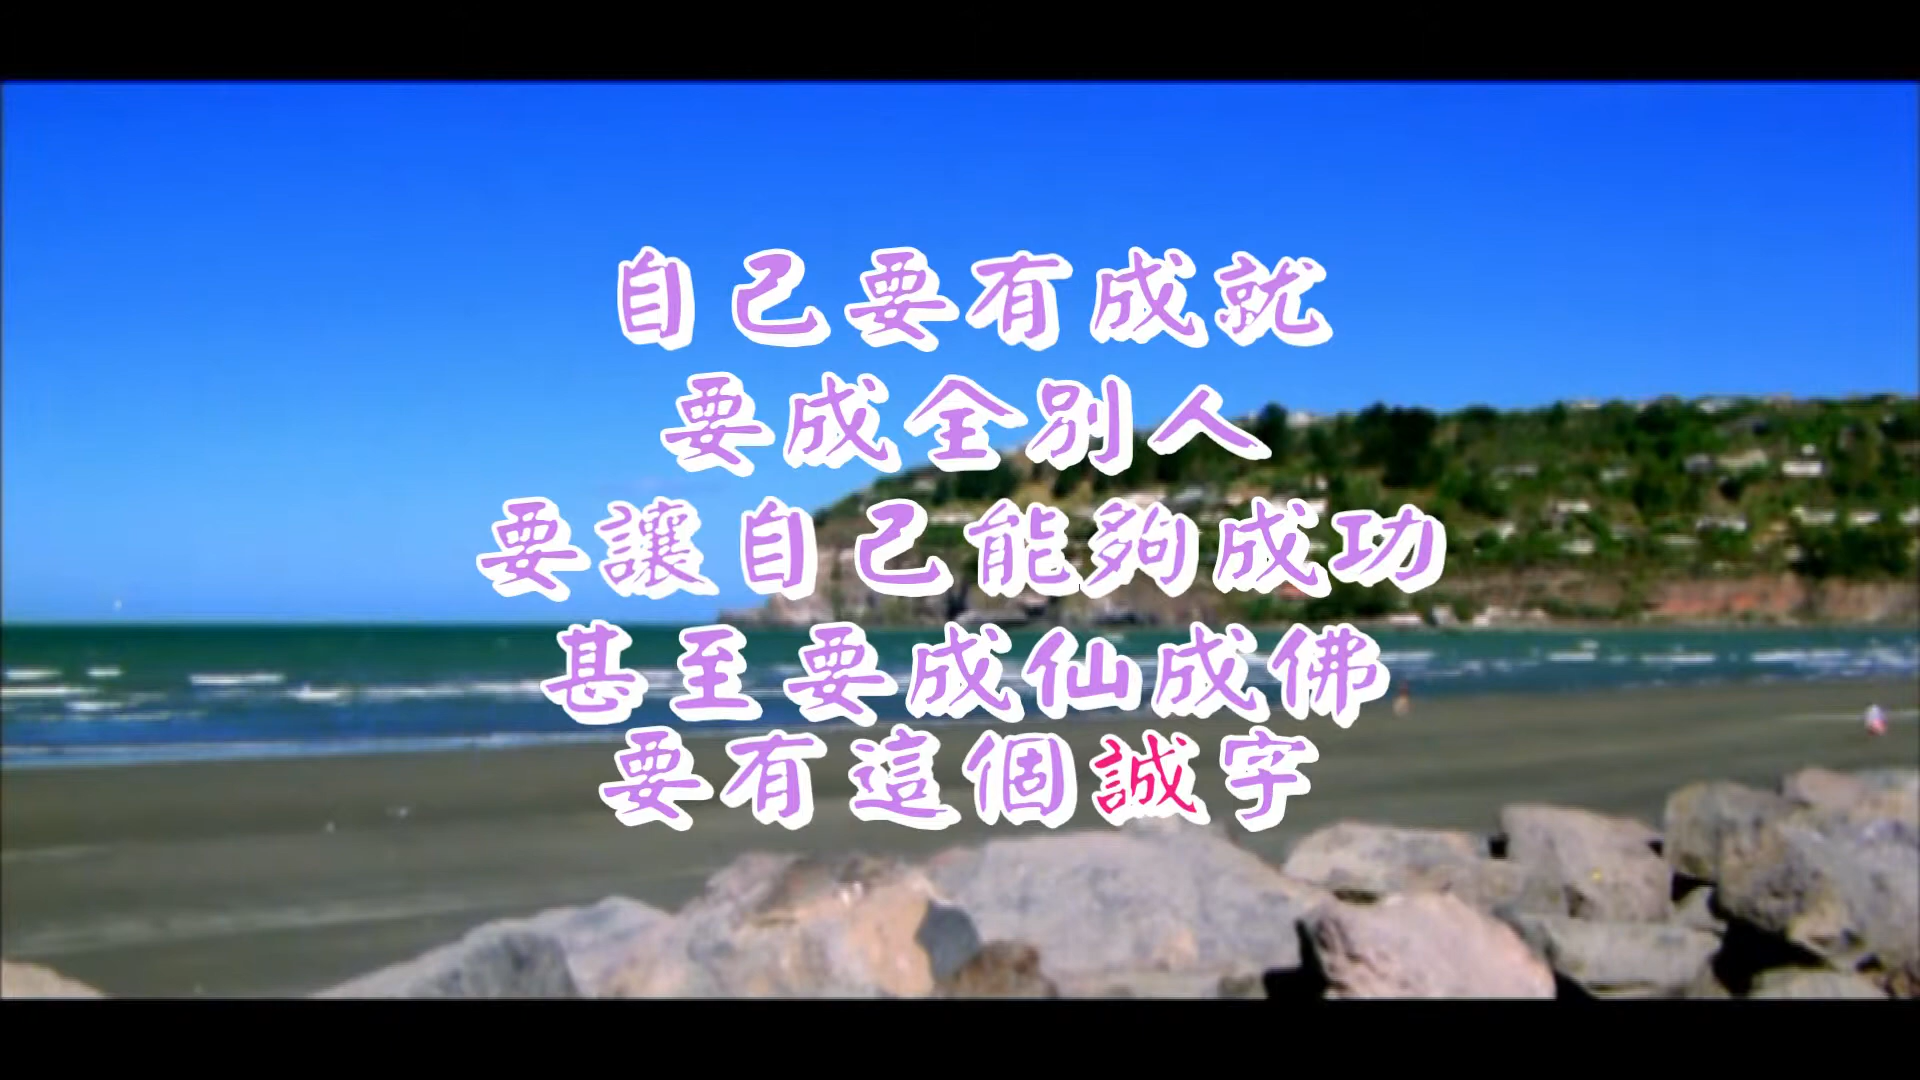 自己要有成就
要成全別人
要讓自己能夠成功
甚至要成仙成佛
要有這個誠字